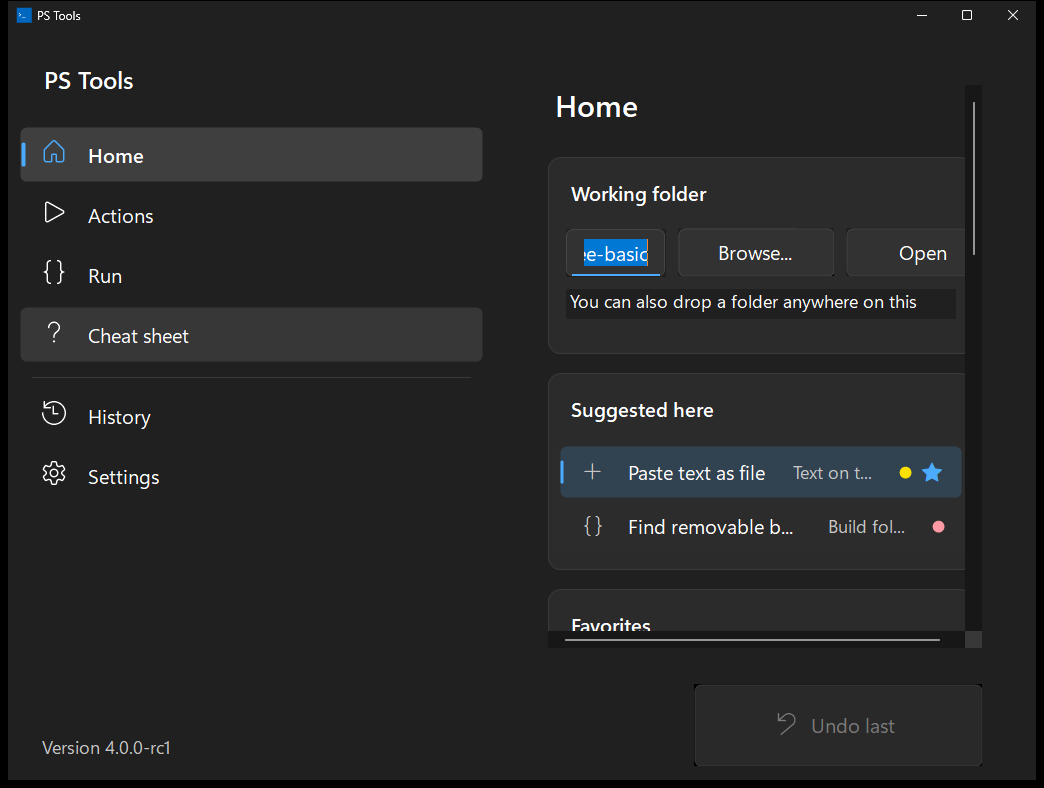 PS Tools
PS Tools
Home
Actions
Run
Cheat sheet
History
Settings
Version 4.0.0-rc1
Home
Working folder
e-basic
Browse...
Open
You can also drop a folder anywhere on this
Suggested here
Paste text as file Text on t...
Find removable b... Build fol...
Favorites
Undo last